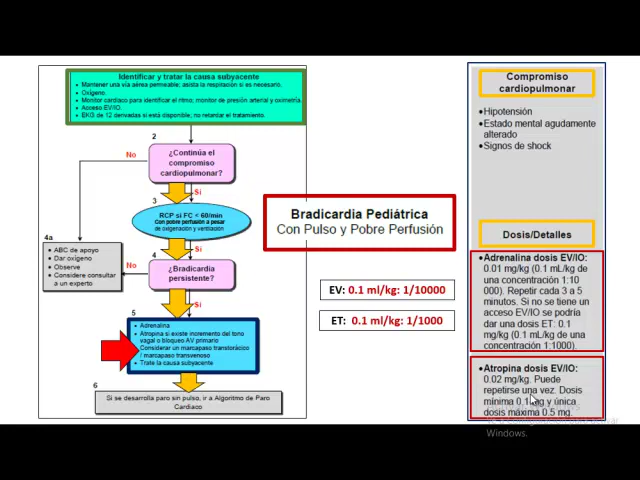 Identificar y tratar la causa subyacente
• Mantener una vía aérea permeable; asista la respiración si es necesario.
• Oxígeno.
• Monitor cardiaco para identificar el ritmo; monitor de presión arterial y oximetría.
• Acceso EV/IO.
• EKG de 12 derivadas si está disponible; no retardar el tratamiento.
2
¿Continúa el
compromiso
cardiopulmonar?
No
Sí
3
RCP si FC < 60/min
Con pobre perfusión a pesar
de oxigenación y ventilación
4a
• ABC de apoyo
• Dar oxígeno
• Observe
• Considere consultar
a un experto
4
¿Bradicardia
persistente?
No
Sí
5
• Adrenalina
• Atropina si existe incremento del tono
vagal o bloqueo AV primario
• Considerar un marcapaso transtorácico
/ marcapaso transvenoso
• Trate la causa subyacente
6
Si se desarrolla paro sin pulso, ir a Algoritmo de Paro
Cardiaco
Bradicardia Pediátrica
Con Pulso y Pobre Perfusión
EV: 0.1 ml/kg: 1/10000
ET: 0.1 ml/kg: 1/1000
Compromiso
cardiopulmonar
• Hipotensión
• Estado mental agudamente
alterado
• Signos de shock
Dosis/Detalles
• Adrenalina dosis EV/IO:
0.01 mg/kg (0.1 mL/kg de
una concentración 1:10
000). Repetir cada 3 a 5
minutos. Si no se tiene un
acceso EV/IO se podría
dar una dosis ET: 0.1
mg/kg (0.1 mL/kg de una
concentración 1:1000).
• Atropina dosis EV/IO:
0.02 mg/kg. Puede
repetirse una vez. Dosis
mínima 0.1 mg y única
dosis máxima 0.5 mg.
Windows.